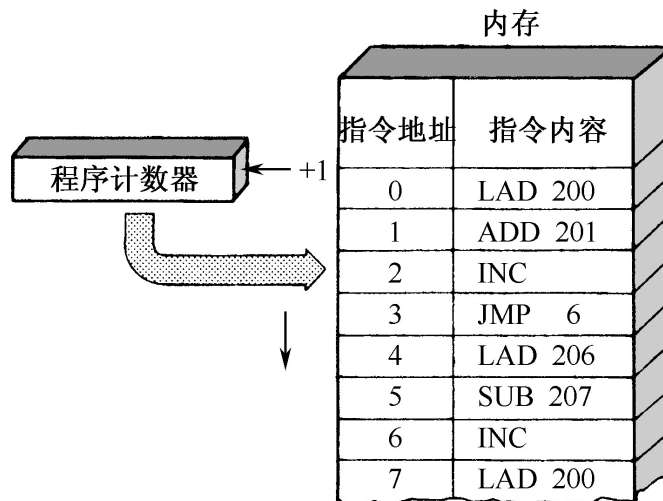 内存
指令地址 指令内容
程序计数器
+1
0 LAD 200
1 ADD 201
2 INC
3 JMP 6
4 LAD 206
5 SUB 207
6 INC
7 LAD 200